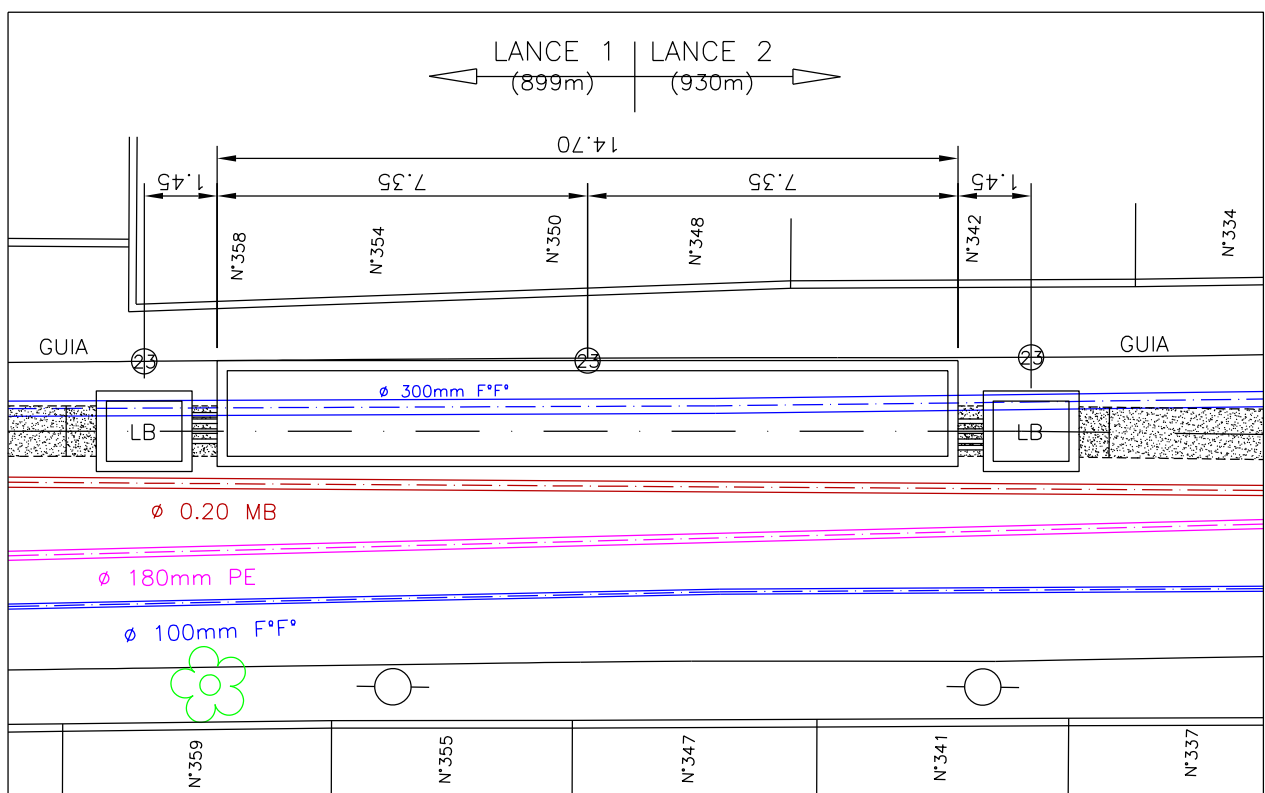 LANCE 1 LANCE 2
(899m) (930m)
14.70
1.45 7.35 7.35 1.45
N°358 N°354 N°350 N°348 N°342 N°334
GUIA GUIA
23 23 23
ø 300mm FºFº
LB LB
ø 0.20 MB
ø 180mm PE
ø 100mm FºFº
N°359 N°355 N°347 N°341 N°337